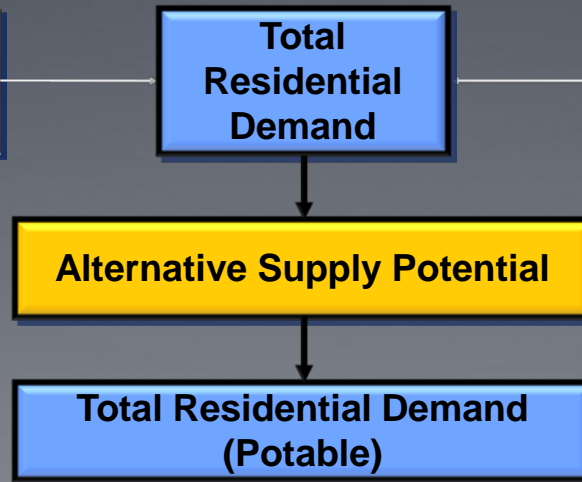 Total
Residential
Demand
Alternative Supply Potential
Total Residential Demand
(Potable)